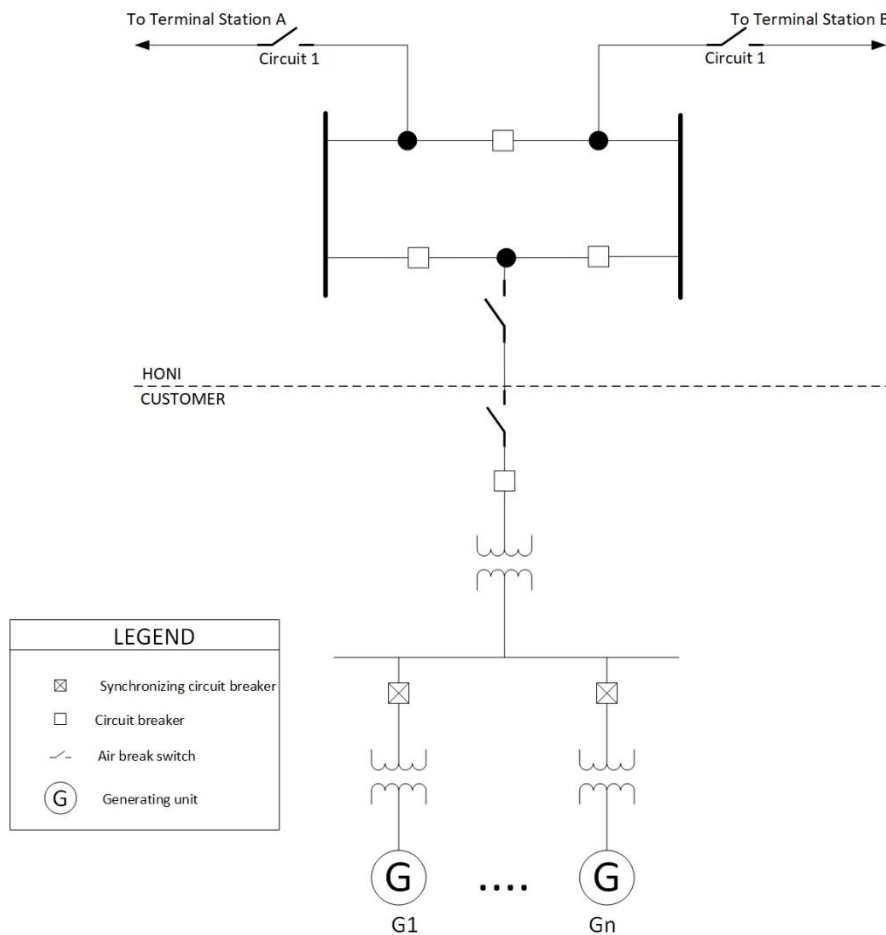 To Terminal Station A
To Terminal Station B
Circuit 1
Circuit 1
HONI
CUSTOMER
LEGEND
Synchronizing circuit breaker
Circuit breaker
Air break switch
G
Generating unit
G
....
G
G1
Gn